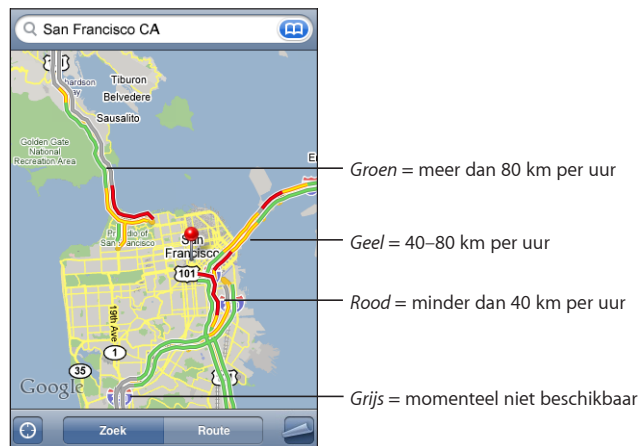 San Francisco CA
Tiburon
Belvedere
Sausalito
Golden Gate
National
Recreation Area
San
Francisco
101
19th Ave
1
35
Google
Zoek
Route
Groen = meer dan 80 km per uur
Geel = 40–80 km per uur
Rood = minder dan 40 km per uur
Grijs = momenteel niet beschikbaar